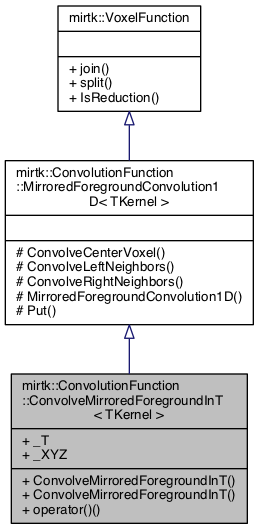 mirtk::VoxelFunction
+ join()
+ split()
+ IsReduction()
mirtk::ConvolutionFunction
::MirroredForegroundConvolution1
D< TKernel >
# ConvolveCenterVoxel()
# ConvolveLeftNeighbors()
# ConvolveRightNeighbors()
# MirroredForegroundConvolution1D()
# Put()
mirtk::ConvolutionFunction
::ConvolveMirroredForegroundInT
< TKernel >
+ _T
+ _XYZ
+ ConvolveMirroredForegroundInT()
+ ConvolveMirroredForegroundInT()
+ operator()()